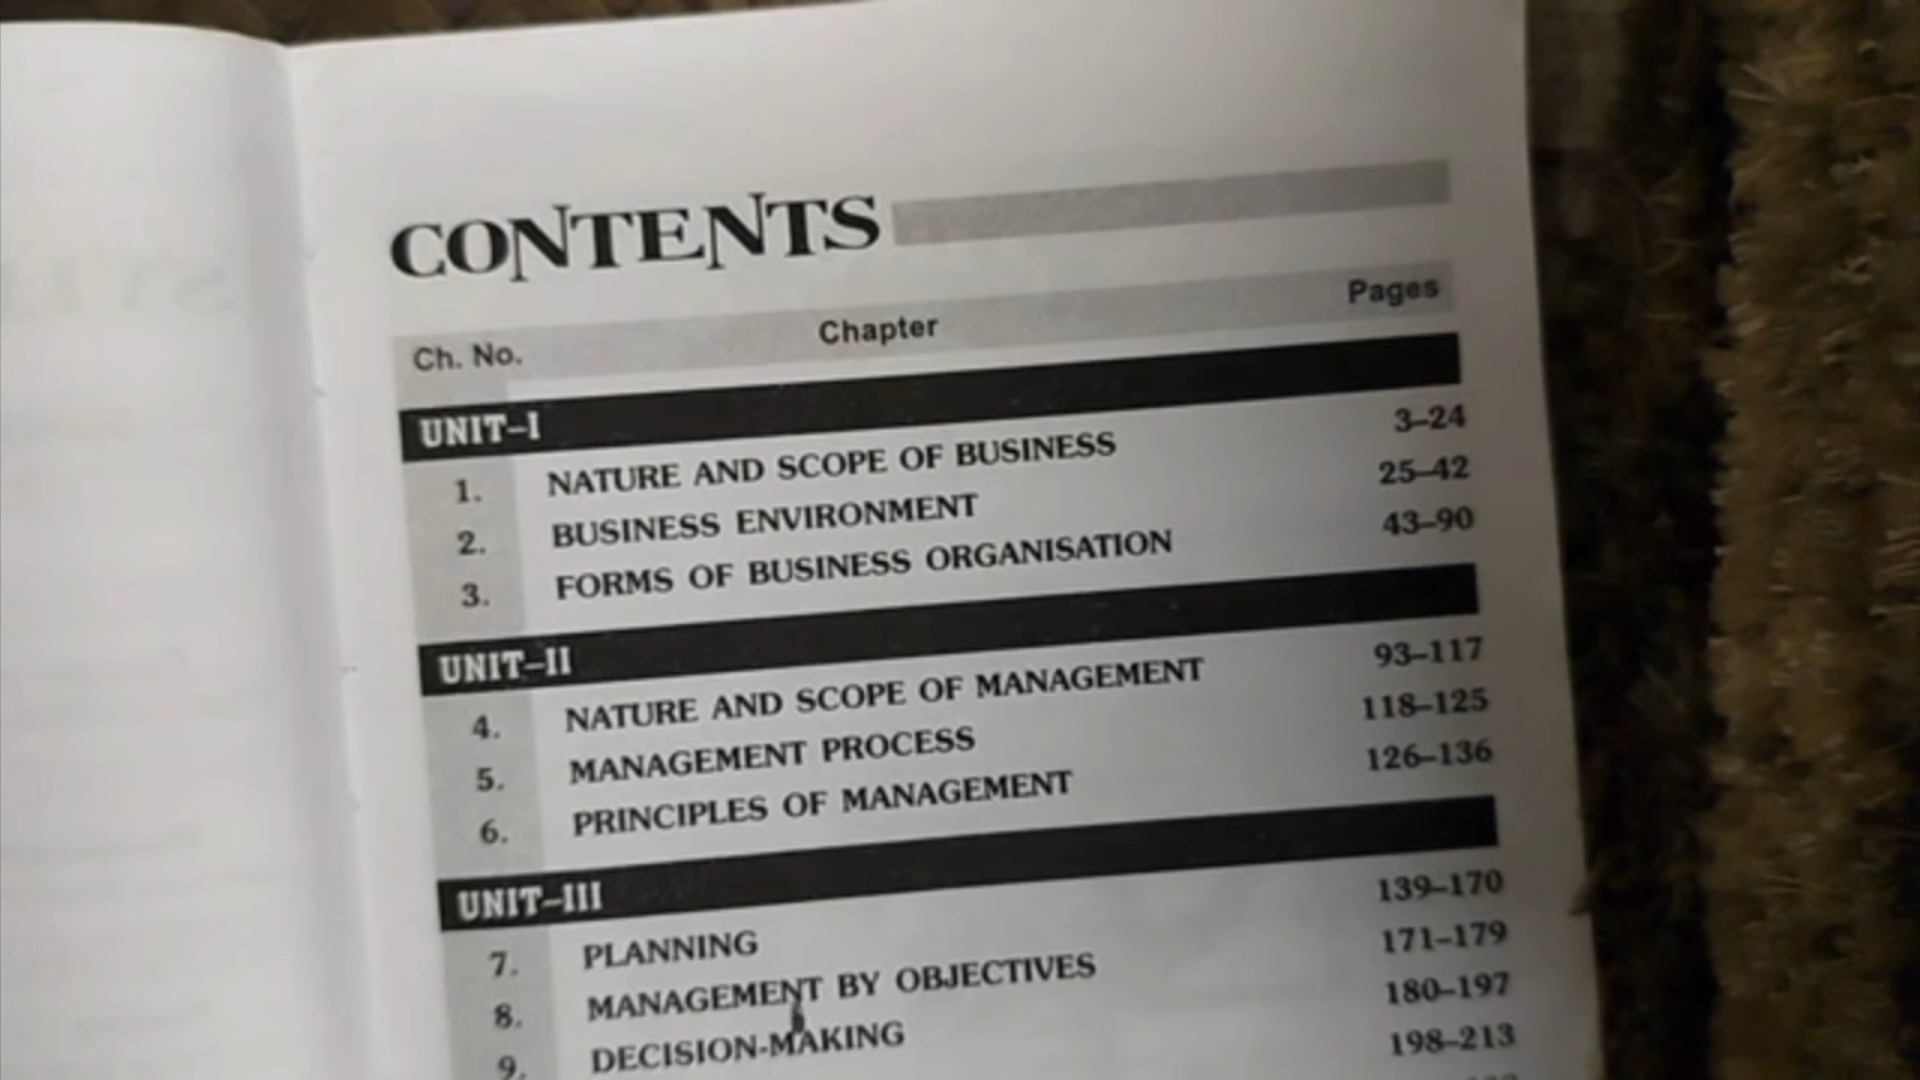 CONTENTS
Ch. No. Chapter Pages
UNIT–I
1. NATURE AND SCOPE OF BUSINESS 3–24
2. BUSINESS ENVIRONMENT 25–42
3. FORMS OF BUSINESS ORGANISATION 43–90
UNIT–II
4. NATURE AND SCOPE OF MANAGEMENT 93–117
5. MANAGEMENT PROCESS 118–125
6. PRINCIPLES OF MANAGEMENT 126–136
UNIT–III
7. PLANNING 139–170
8. MANAGEMENT BY OBJECTIVES 171–179
9. DECISION-MAKING 180–197
198–213